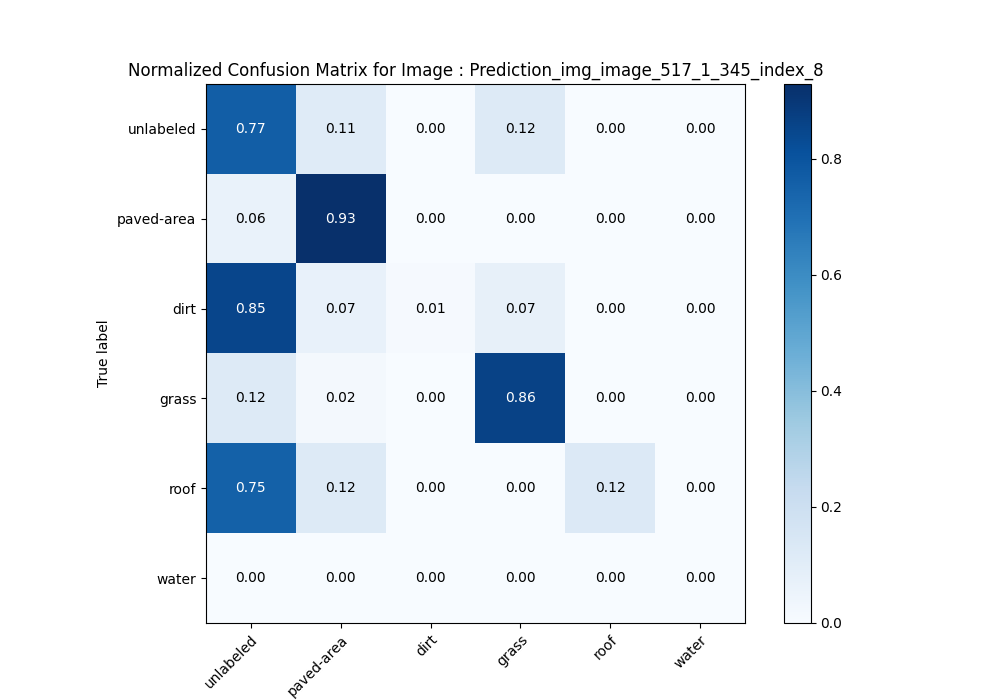 Normalized Confusion Matrix for Image : Prediction_img_image_517_1_345_index_8
unlabeled 0.77 0.11 0.00 0.12 0.00 0.00
0.8
paved-area 0.06 0.93 0.00 0.00 0.00 0.00
0.6
dirt 0.85 0.07 0.01 0.07 0.00 0.00
True label
0.4
grass 0.12 0.02 0.00 0.86 0.00 0.00
roof 0.75 0.12 0.00 0.00 0.12 0.00
0.2
water 0.00 0.00 0.00 0.00 0.00 0.00
0.0
unlabeled paved-area dirt grass roof water